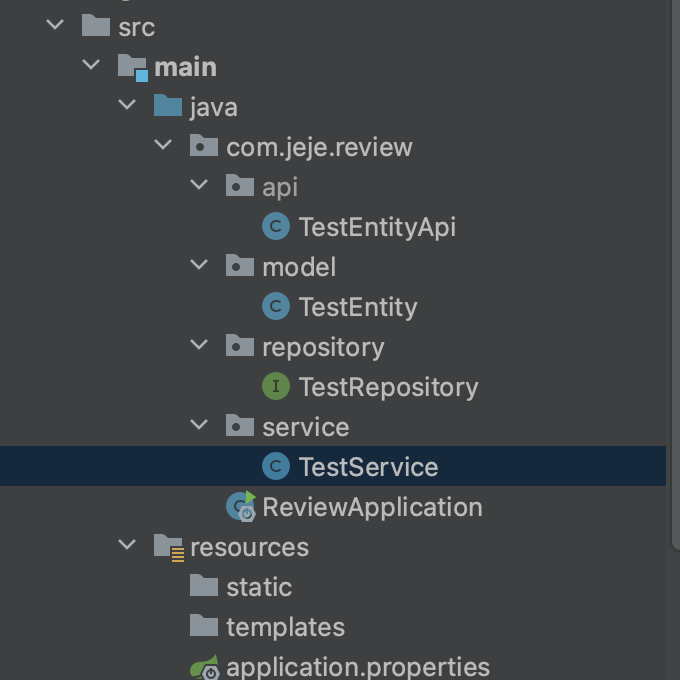 src
main
java
com.jeje.review
api
C TestEntityApi
model
C TestEntity
repository
I TestRepository
service
C TestService
ReviewApplication
resources
static
templates
application.properties